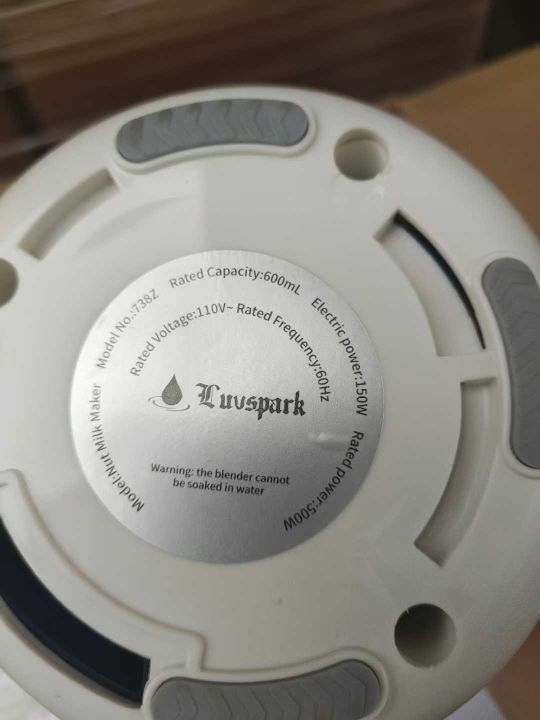 Model:Nut Milk Maker
Model No.:738Z
Rated Capacity:600mL
Electric power:150W
Rated power:500W
Rated Voltage:110V~ Rated Frequency:60Hz
Luvspark
Warning: the blender cannot
be soaked in water